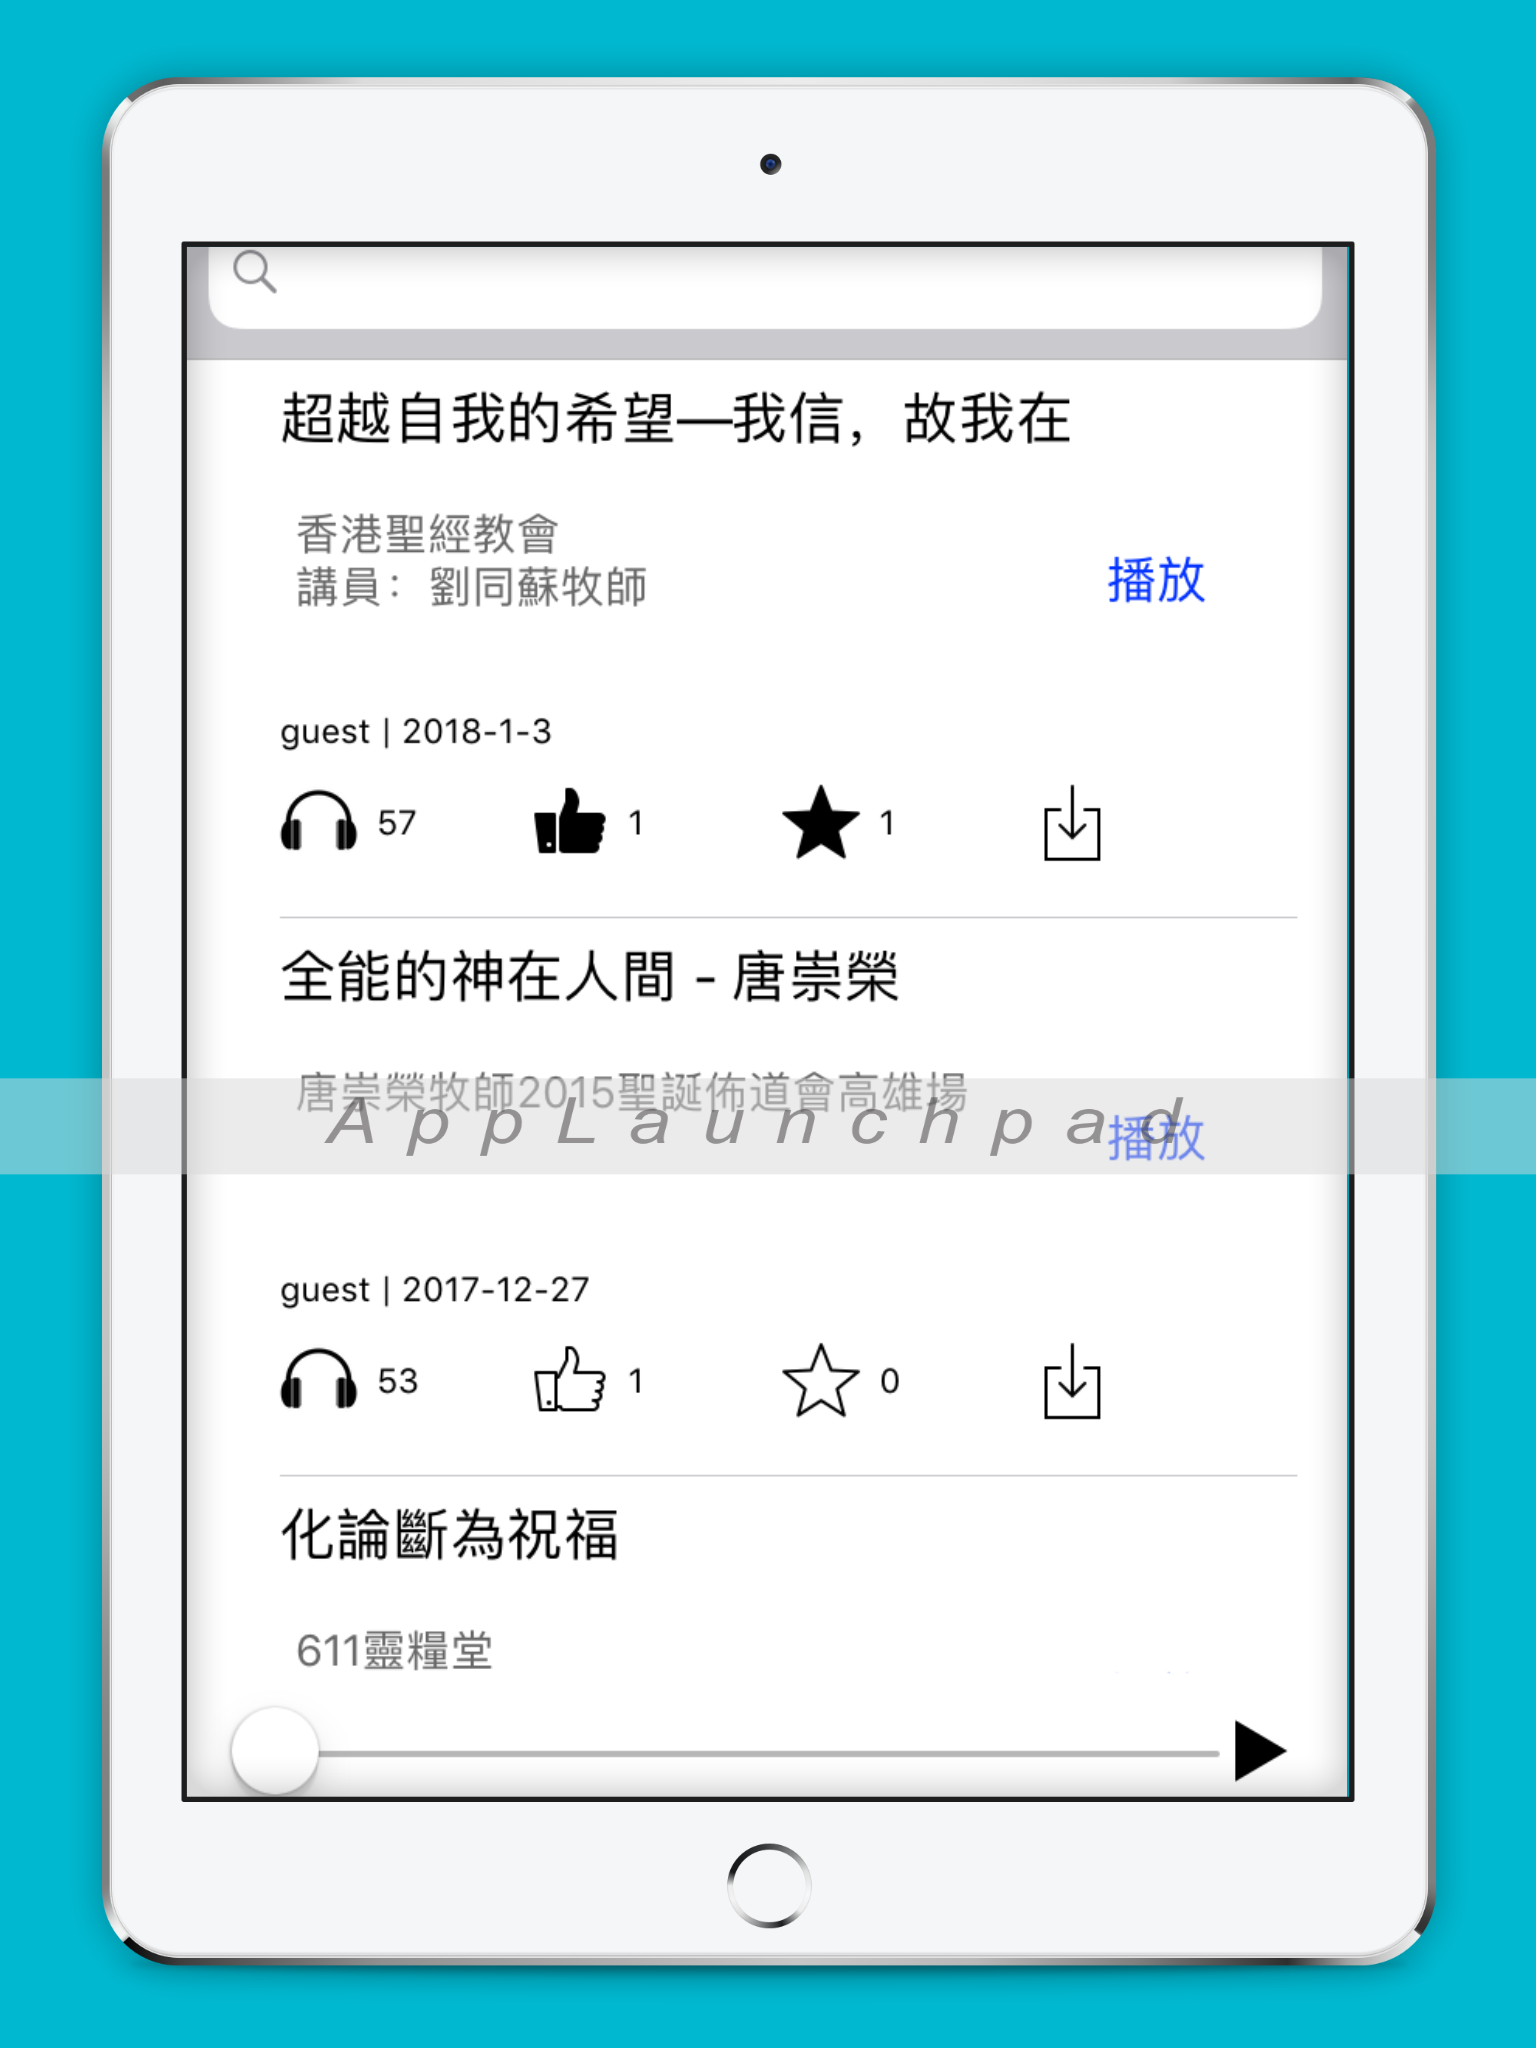 超越自我的希望—我信，故我在
香港聖經教會
講員：劉同蘇牧師
播放
guest | 2018-1-3
57 1 1
全能的神在人間 - 唐崇榮
唐崇榮牧師2015聖誕佈道會高雄場
AppLaunchpad
播放
guest | 2017-12-27
53 1 0
化論斷為祝福
611靈糧堂